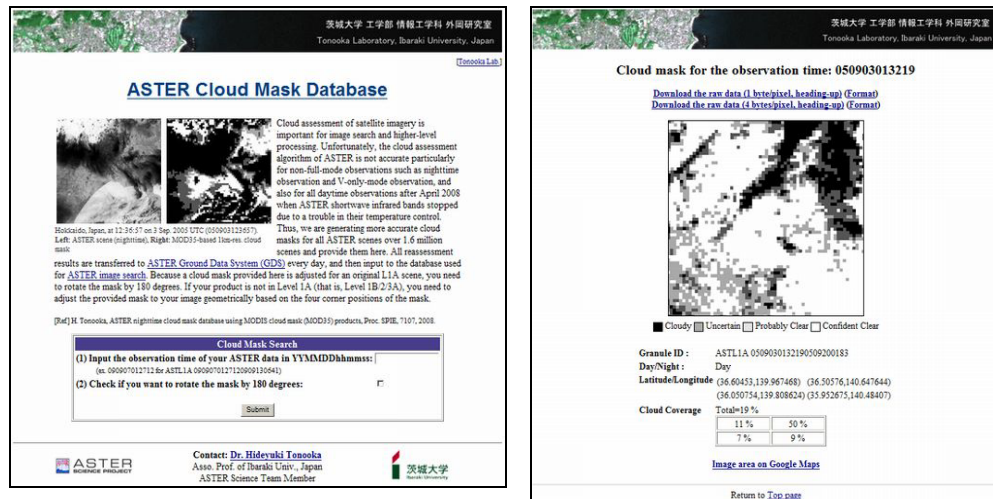 茨城大学 工学部 情報工学科 外岡研究室
Tonooka Laboratory, Ibaraki University, Japan
[Tonooka Lab.]
ASTER Cloud Mask Database
Cloud assessment of satellite imagery is
important for image search and higher-level
processing. Unfortunately, the cloud assessment
algorithm of ASTER is not accurate particularly
for non-full-mode observations such as nighttime
observation and V-only-mode observation, and
also for all daytime observations after April 2008
when ASTER shortwave infrared bands stopped
due to a trouble in their temperature control.
Thus, we are generating more accurate cloud
masks for all ASTER scenes over 1.6 million
scenes and provide them here. All reassessment
Hokkaido, Japan, at 12:36:57 on 3 Sep. 2005 UTC (050903123657).
Left: ASTER scene (nighttime), Right: MOD35-based 1km-res. cloud
mask
results are transferred to ASTER Ground Data System (GDS) every day, and then input to the database used
for ASTER image search. Because a cloud mask provided here is adjusted for an original L1A scene, you need
to rotate the mask by 180 degrees. If your product is not in Level 1A (that is, Level 1B/2/3A), you need to
adjust the provided mask to your image geometrically based on the four corner positions of the mask.
[Ref] H. Tonooka, ASTER nighttime cloud mask database using MODIS cloud mask (MOD35) products, Proc. SPIE, 7107, 2008.
Cloud Mask Search
(1) Input the observation time of your ASTER data in YYMMDDhhmmss:
(ex. 090907012712 for ASTL1A 0909070127120909130641)
(2) Check if you want to rotate the mask by 180 degrees:
Submit
ASTER
SCIENCE PROJECT
Contact: Dr. Hideyuki Tonooka
Asso. Prof. of Ibaraki Univ., Japan
ASTER Science Team Member
茨城大学
Ibaraki University
茨城大学 工学部 情報工学科 外岡研究室
Tonooka Laboratory, Ibaraki University, Japan
Cloud mask for the observation time: 050903013219
Download the raw data (1 byte/pixel, heading-up) (Format)
Download the raw data (4 bytes/pixel, heading-up) (Format)
Cloudy Uncertain Probably Clear Confident Clear
Granule ID : ASTL1A 0509030132190509200183
Day/Night : Day
Latitude/Longitude (36.60453,139.967468) (36.50576,140.647644)
(36.050754,139.808624) (35.952675,140.48407)
Cloud Coverage Total=19 %
11 % 50 %
7 % 9 %
Image area on Google Maps
Return to Top page